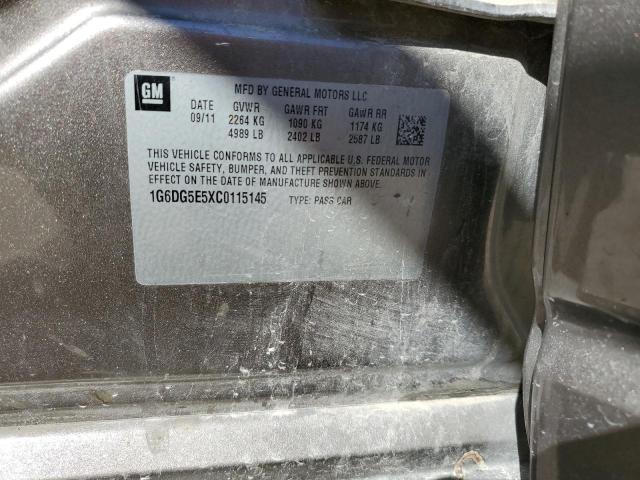 GM
MFD BY GENERAL MOTORS LLC
DATE GVWR GAWR FRT GAWR RR
09/11 2264 KG 1090 KG 1174 KG
4989 LB 2402 LB 2587 LB
THIS VEHICLE CONFORMS TO ALL APPLICABLE U.S. FEDERAL MOTOR
VEHICLE SAFETY, BUMPER, AND THEFT PREVENTION STANDARDS IN
EFFECT ON THE DATE OF MANUFACTURE SHOWN ABOVE.
1G6DG5E5XC0115145 TYPE: PASS CAR